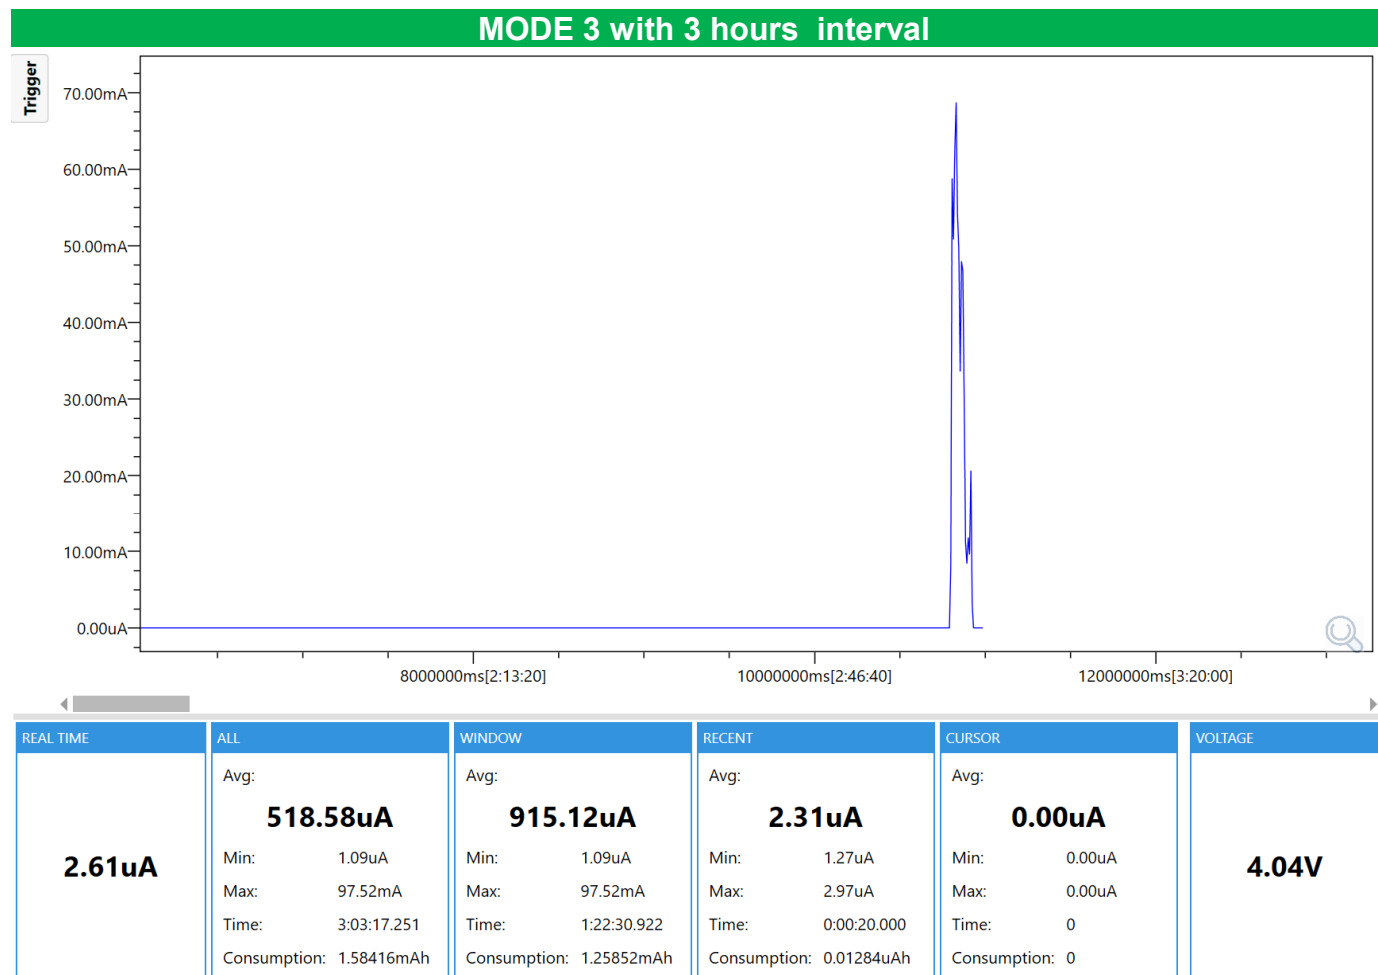 MODE 3 with 3 hours  interval
Trigger
70.00mA
60.00mA
50.00mA
40.00mA
30.00mA
20.00mA
10.00mA
0.00uA
8000000ms[2:13:20]
10000000ms[2:46:40]
12000000ms[3:20:00]
REAL TIME
2.61uA
ALL
Avg:
518.58uA
Min: 1.09uA
Max: 97.52mA
Time: 3:03:17.251
Consumption: 1.58416mAh
WINDOW
Avg:
915.12uA
Min: 1.09uA
Max: 97.52mA
Time: 1:22:30.922
Consumption: 1.25852mAh
RECENT
Avg:
2.31uA
Min: 1.27uA
Max: 2.97uA
Time: 0:00:20.000
Consumption: 0.01284uAh
CURSOR
Avg:
0.00uA
Min: 0.00uA
Max: 0.00uA
Time: 0
Consumption: 0
VOLTAGE
4.04V